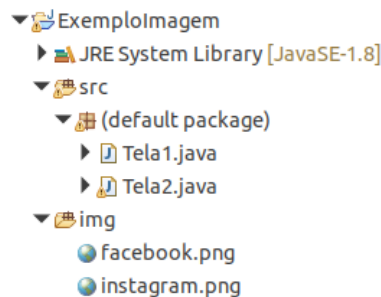 ExemploImagem
JRE System Library [JavaSE-1.8]
src
(default package)
Tela1.java
Tela2.java
img
facebook.png
instagram.png